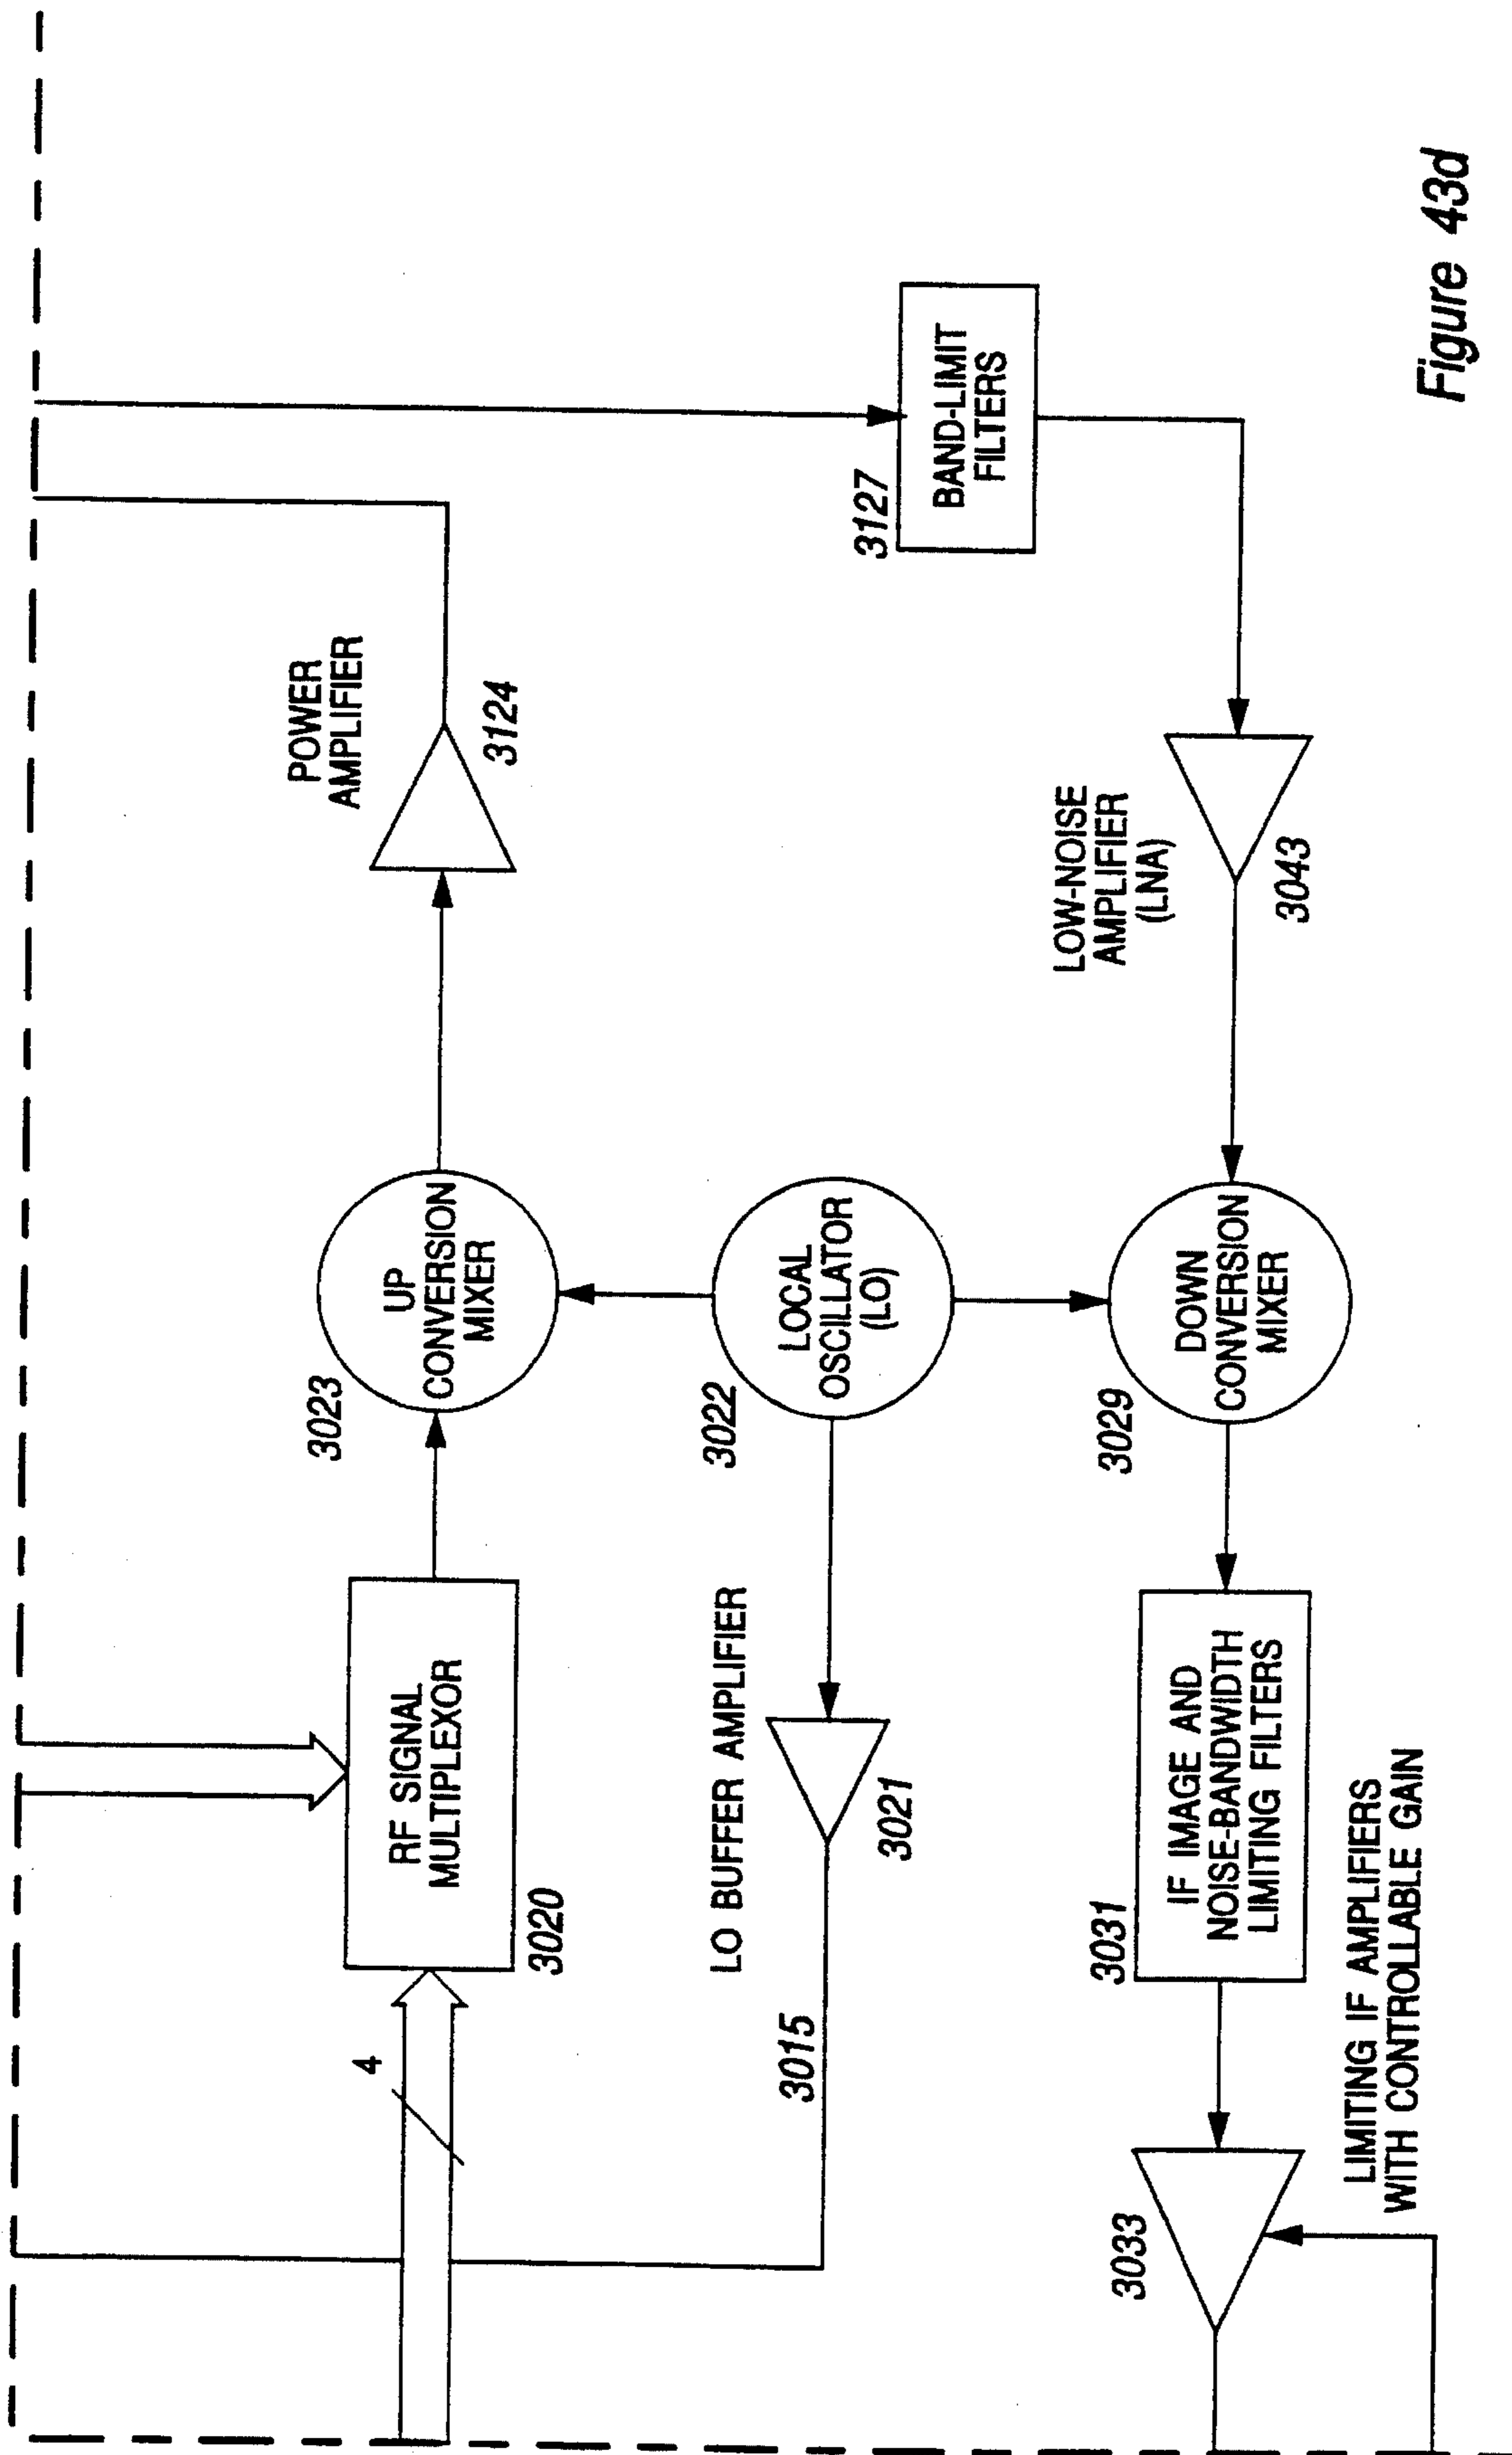 4
RF SIGNAL
MULTIPLEXOR
3020
3023
UP
CONVERSION
MIXER
POWER
AMPLIFIER
3124
3015
LO BUFFER AMPLIFIER
3021
3022
LOCAL
OSCILLATOR
(LO)
3127
BAND-LIMIT
FILTERS
3033
LIMITING IF AMPLIFIERS
WITH CONTROLLABLE GAIN
3031
IF IMAGE AND
NOISE-BANDWIDTH
LIMITING FILTERS
3029
DOWN
CONVERSION
MIXER
LOW-NOISE
AMPLIFIER
(LNA)
3043
Figure 43d